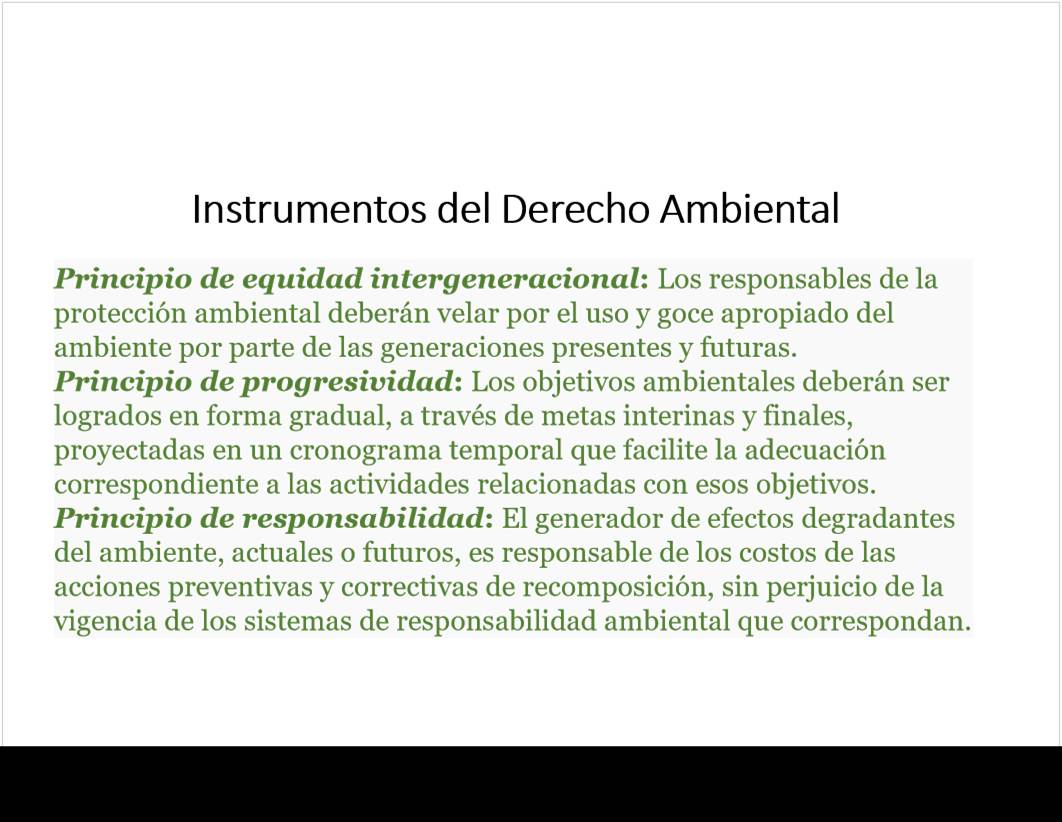 Instrumentos del Derecho Ambiental
Principio de equidad intergeneracional: Los responsables de la
protección ambiental deberán velar por el uso y goce apropiado del
ambiente por parte de las generaciones presentes y futuras.
Principio de progresividad: Los objetivos ambientales deberán ser
logrados en forma gradual, a través de metas interinas y finales,
proyectadas en un cronograma temporal que facilite la adecuación
correspondiente a las actividades relacionadas con esos objetivos.
Principio de responsabilidad: El generador de efectos degradantes
del ambiente, actuales o futuros, es responsable de los costos de las
acciones preventivas y correctivas de recomposición, sin perjuicio de la
vigencia de los sistemas de responsabilidad ambiental que correspondan.